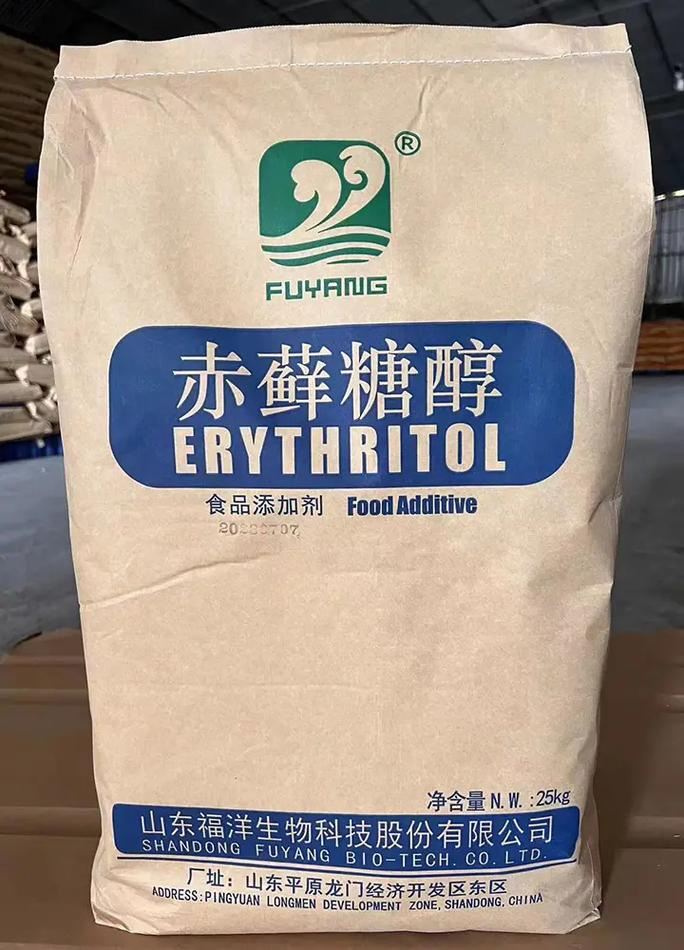 ®
FUYANG
赤藓糖醇
ERYTHRITOL
食品添加剂 Food Additive
净含量 N.W.:25kg
山东福洋生物科技股份有限公司
SHANDONG FUYANG BIO-TECH. CO. LTD.
厂址：山东平原龙门经济开发区东区
ADDRESS:PINGYUAN LONGMEN DEVELOPMENT ZONE, SHANDONG, CHINA